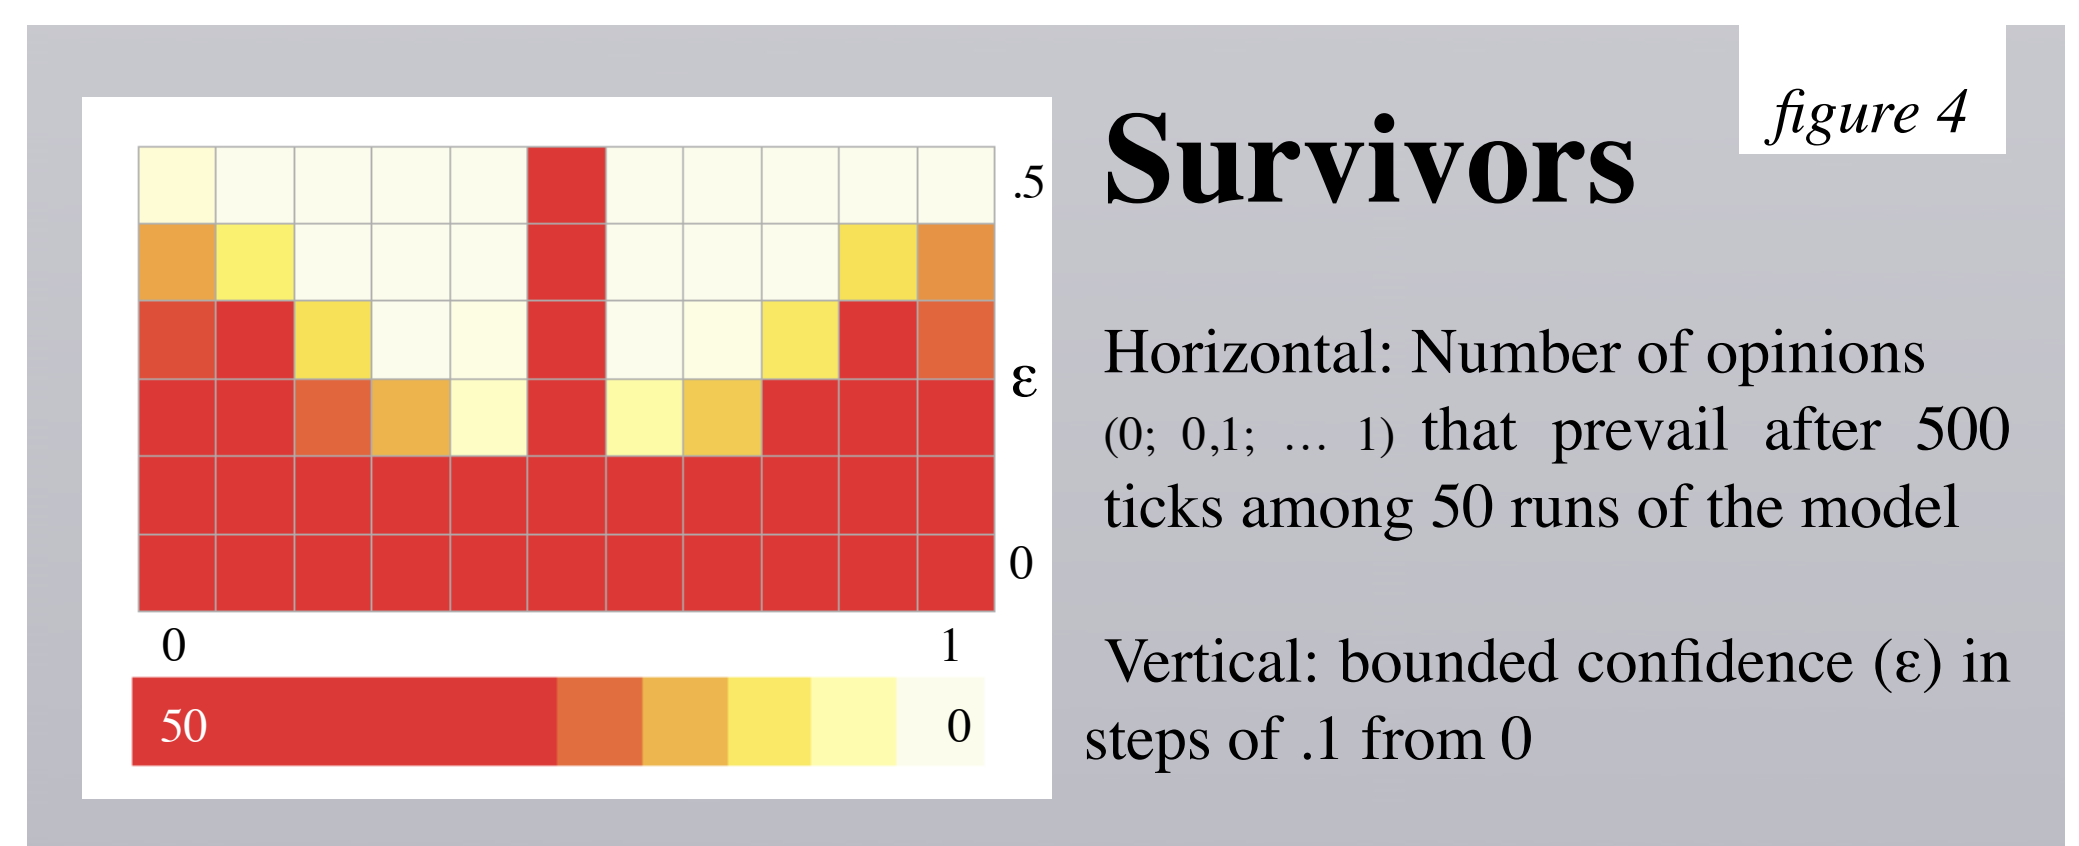 figure 4
Survivors
.5
ε
0
0 1
50 0
Horizontal: Number of opinions
(0; 0,1; … 1) that prevail after 500
ticks among 50 runs of the model
Vertical: bounded confidence (ε) in
steps of .1 from 0